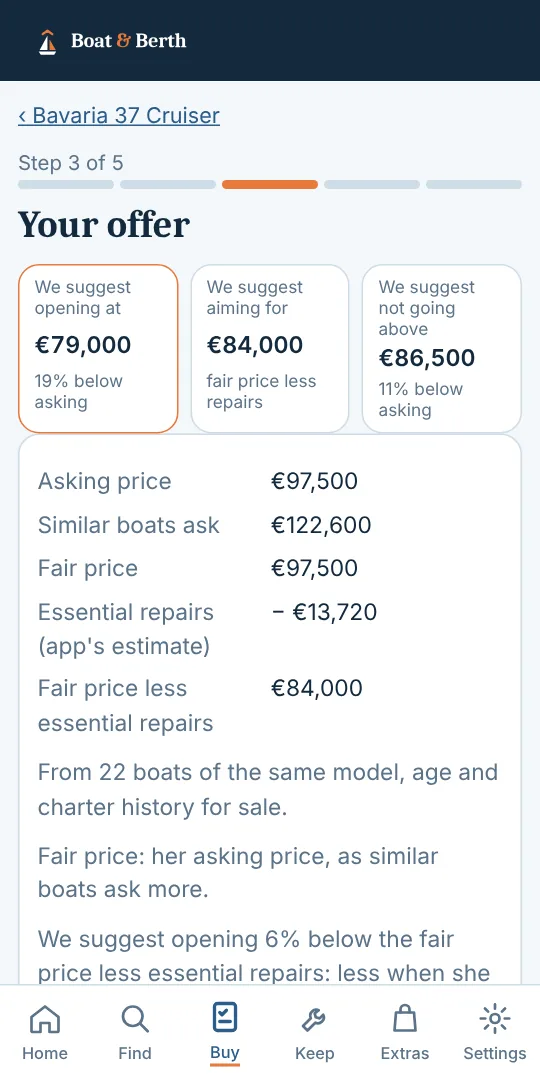 Boat & Berth
‹ Bavaria 37 Cruiser
Step 3 of 5
Your offer
We suggest
opening at
€79,000
19% below
asking
We suggest
aiming for
€84,000
fair price less
repairs
We suggest
not going
above
€86,500
11% below
asking
Asking price €97,500
Similar boats ask €122,600
Fair price €97,500
Essential repairs − €13,720
(app's estimate)
Fair price less €84,000
essential repairs
From 22 boats of the same model, age and
charter history for sale.
Fair price: her asking price, as similar
boats ask more.
We suggest opening 6% below the fair
price less essential repairs: less when she
Home Find Buy Keep Extras Settings